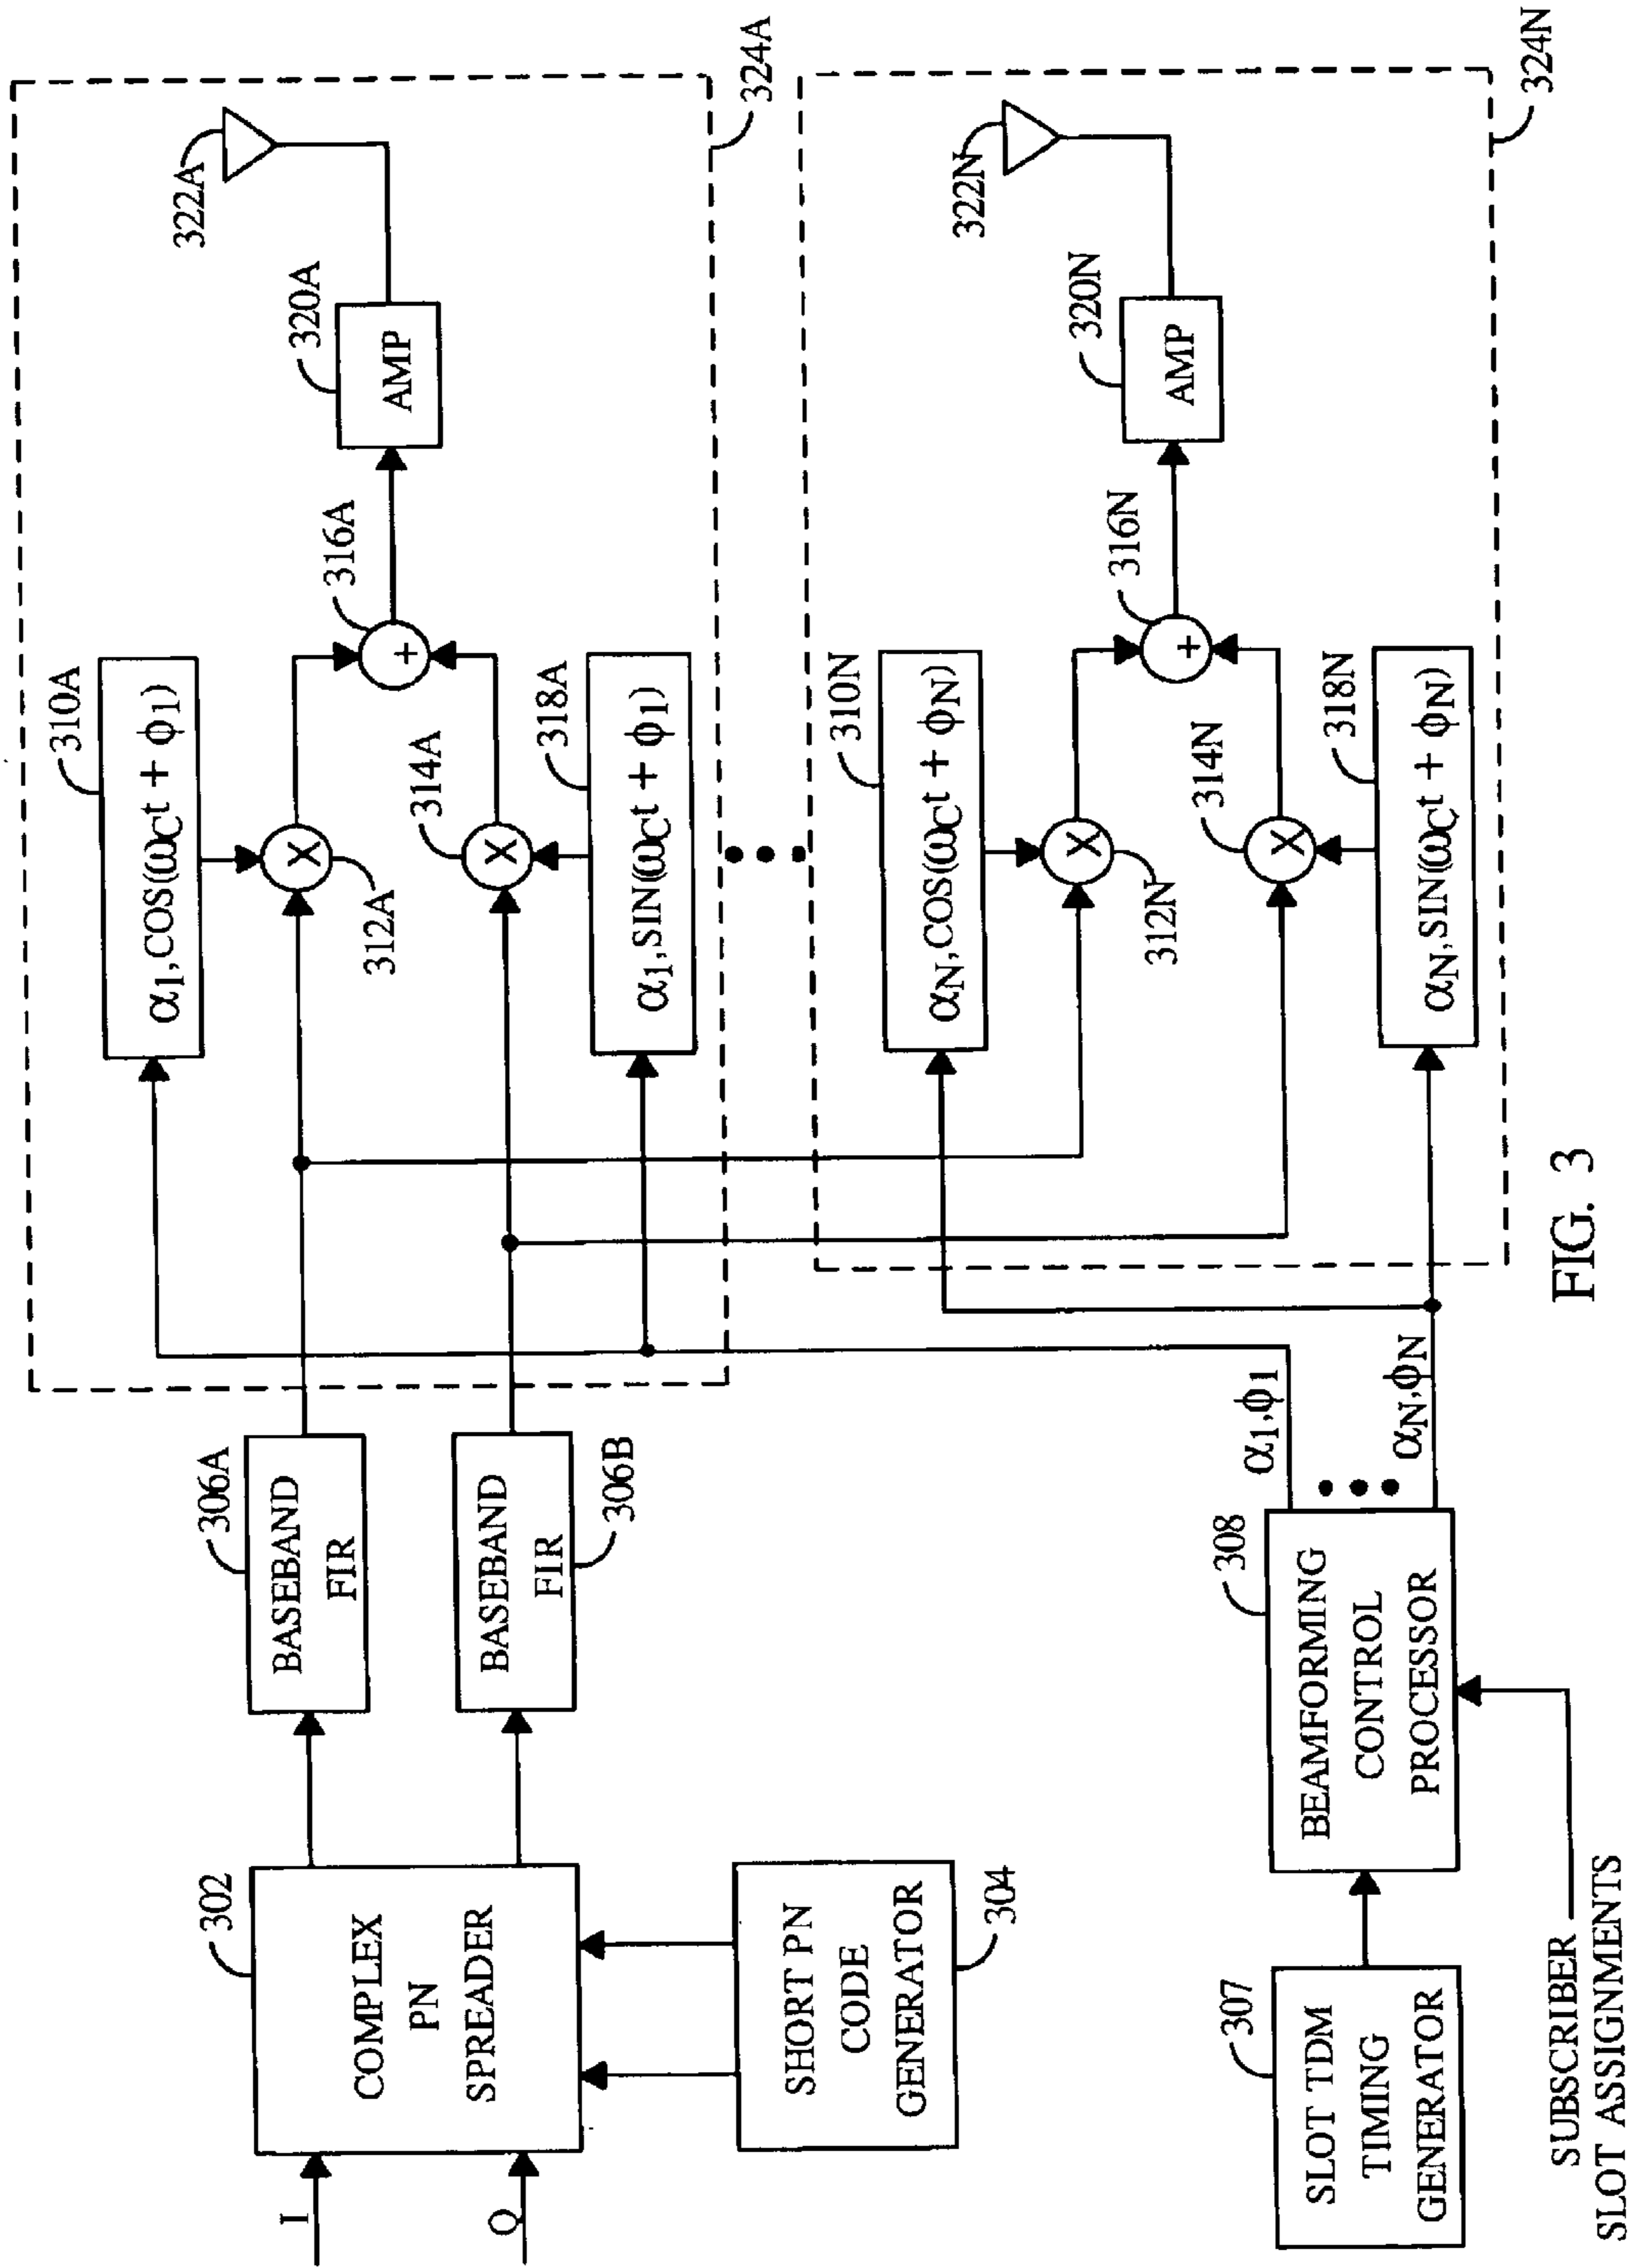 I
Q
302
COMPLEX
PN
SPREADER
SHORT PN
CODE
GENERATOR
304
306A
BASEBAND
FIR
BASEBAND
FIR
306B
307
SLOT TDM
TIMING
GENERATOR
SUBSCRIBER
SLOT ASSIGNMENTS
308
BEAMFORMING
CONTROL
PROCESSOR
α1,ϕ1
αN,ϕN
310A
α1,COS(ωCt + ϕ1)
X
312A
314A
X
318A
α1,SIN(ωCt + ϕ1)
316A
+
320A
AMP
322A
324A
310N
αN,COS(ωCt + ϕN)
X
312N
314N
X
318N
αN,SIN(ωCt + ϕN)
316N
+
320N
AMP
322N
324N
FIG. 3